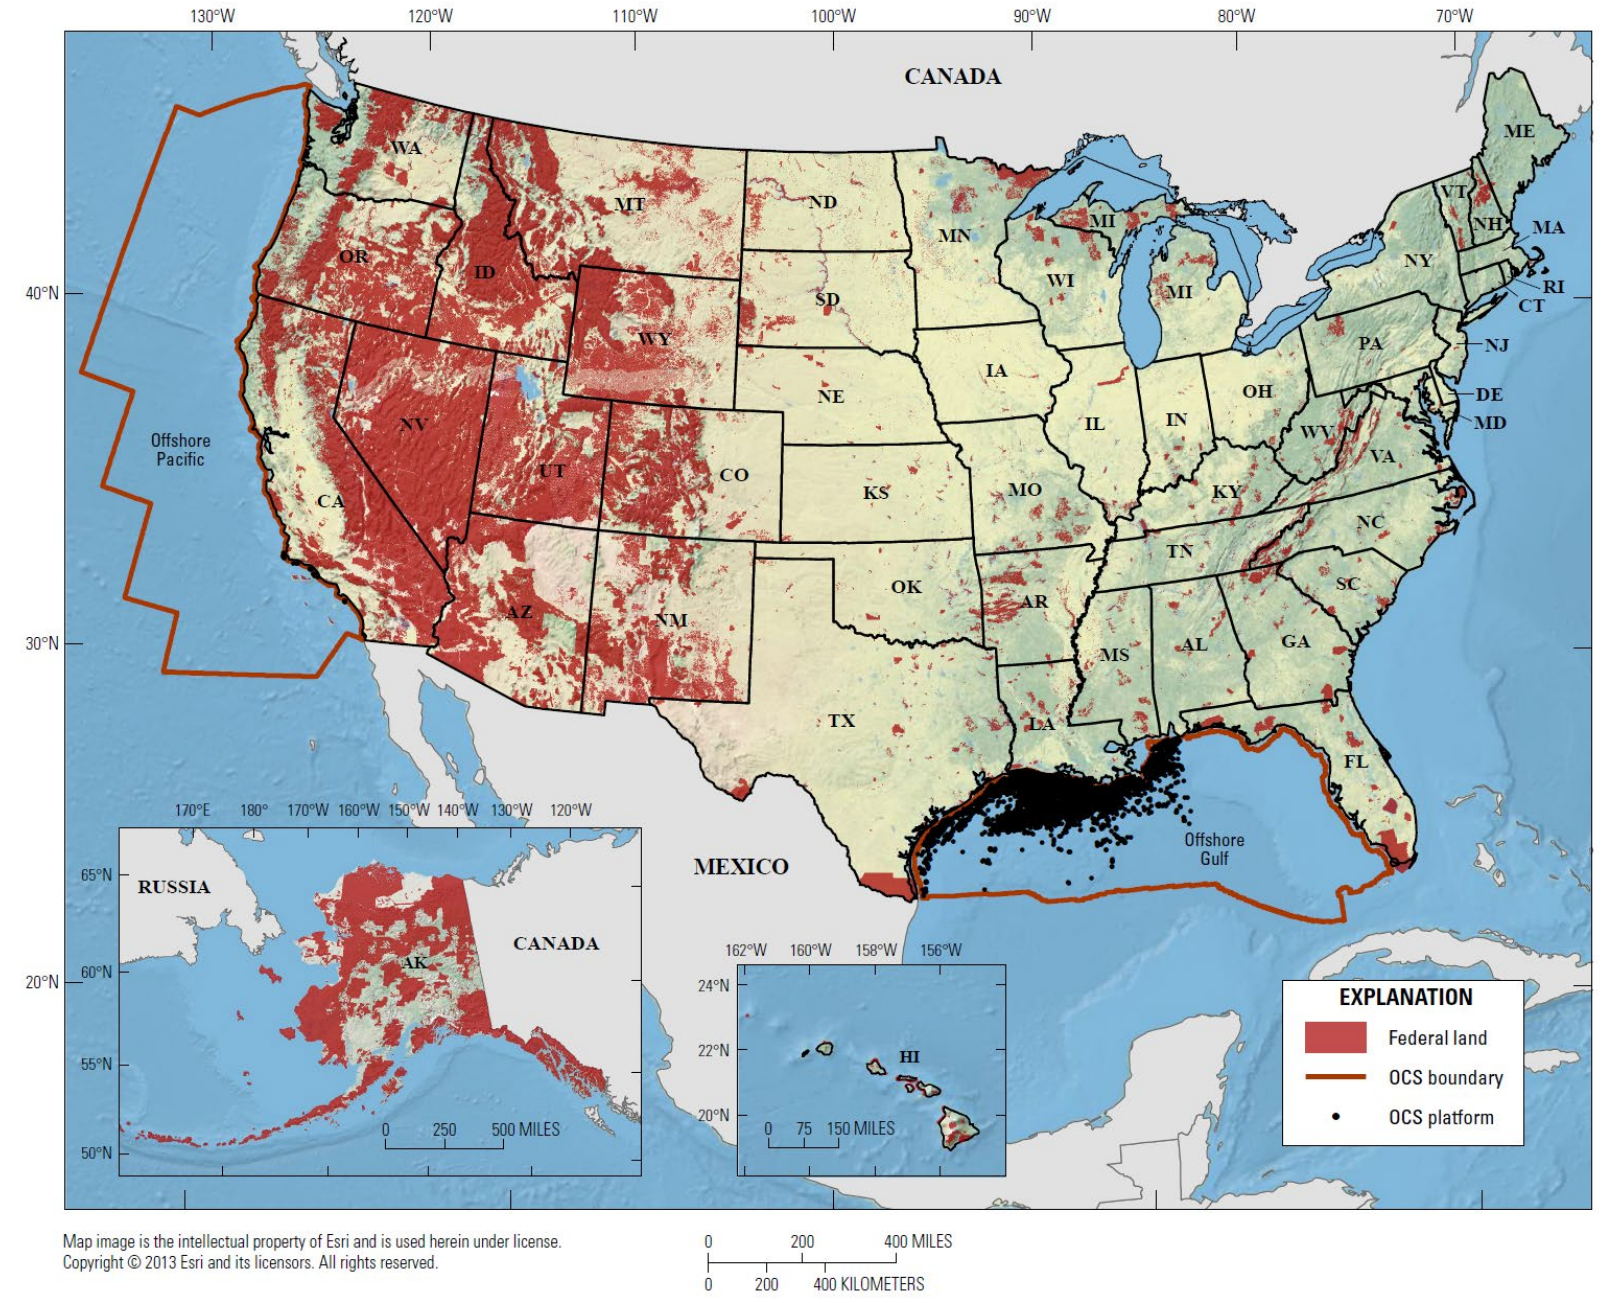 130°W 120°W 110°W 100°W 90°W 80°W 70°W
CANADA
ME
WA
VT
MT
ND
NH
MI
MA
MN
OR
NY
ID
WI
RI
40°N
SD
MI
CT
WY
PA
NJ
IA
NE
OH
DE
NV
IL
IN
MD
Offshore
Pacific
WV
VA
UT
CO
KS
MO
KY
CA
NC
TN
SC
OK
AR
AZ
NM
30°N
AL
GA
MS
TX
LA
FL
170°E 180° 170°W 160°W 150°W 140°W 130°W 120°W
Offshore
Gulf
MEXICO
65°N
RUSSIA
CANADA
162°W 160°W 158°W 156°W
AK
60°N
20°N
24°N
EXPLANATION
Federal land
22°N
HI
55°N
OCS boundary
20°N
OCS platform
0 250 500 MILES
0 75 150 MILES
50°N
Map image is the intellectual property of Esri and is used herein under license.
Copyright © 2013 Esri and its licensors. All rights reserved.
0 200 400 MILES
0 200 400 KILOMETERS